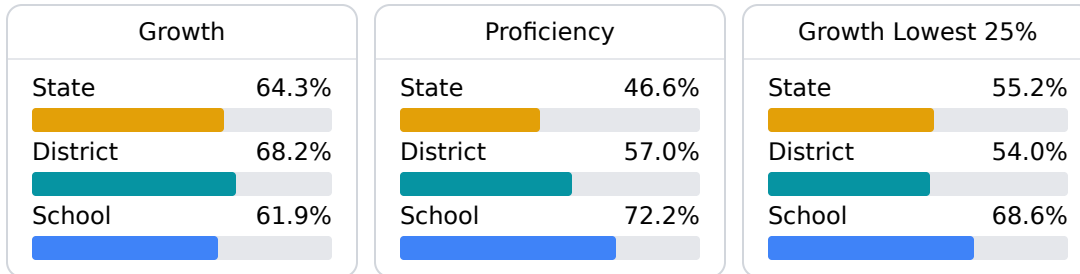 Growth
State 64.3%
District 68.2%
School 61.9%
Proficiency
State 46.6%
District 57.0%
School 72.2%
Growth Lowest 25%
State 55.2%
District 54.0%
School 68.6%